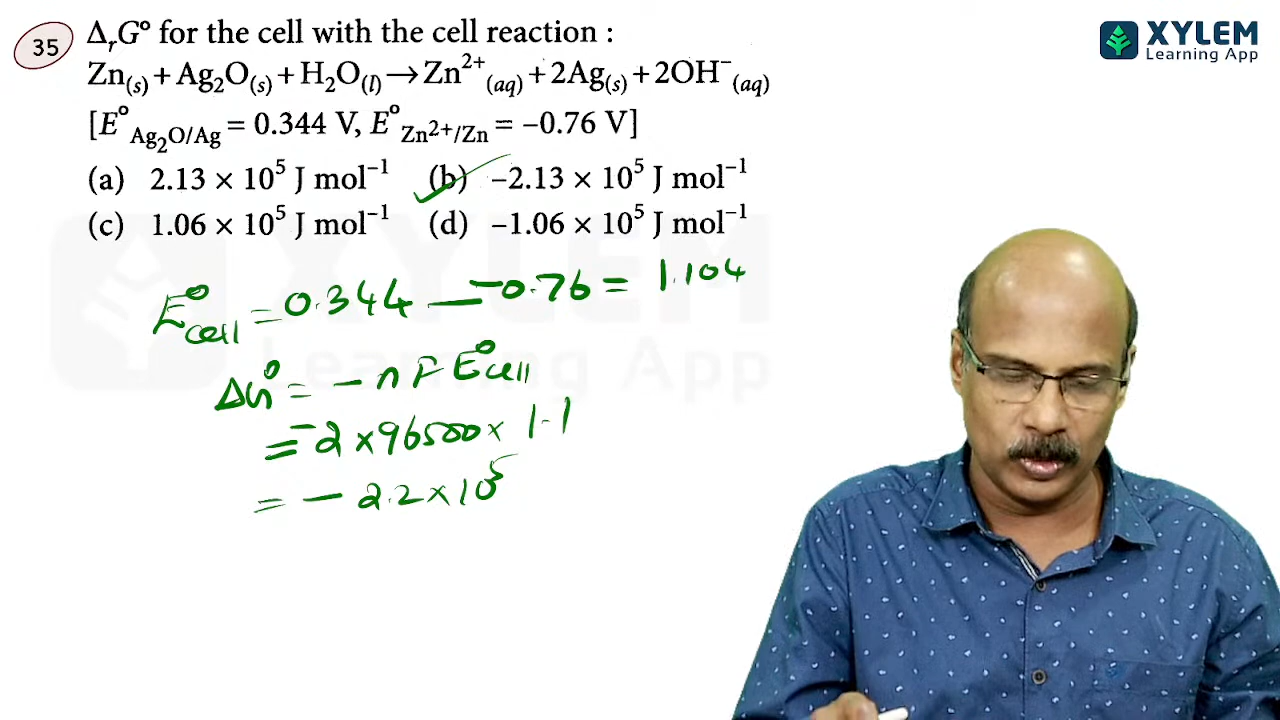 35 ΔrG° for the cell with the cell reaction :
Zn(s) + Ag₂O(s) + H₂O(l) → Zn²⁺(aq) + 2Ag(s) + 2OH⁻(aq)
[E°Ag₂O/Ag = 0.344 V, E°Zn²⁺/Zn = –0.76 V]
(a) 2.13 × 10⁵ J mol⁻¹ (b) –2.13 × 10⁵ J mol⁻¹
(c) 1.06 × 10⁵ J mol⁻¹ (d) –1.06 × 10⁵ J mol⁻¹
E°cell = 0.344 — –0.76 = 1.104
ΔG° = – n F E°cell
= –2 × 96500 × 1.1
= – 2.2 × 10⁵
XYLEM
Learning App
XYLEM
Learning App